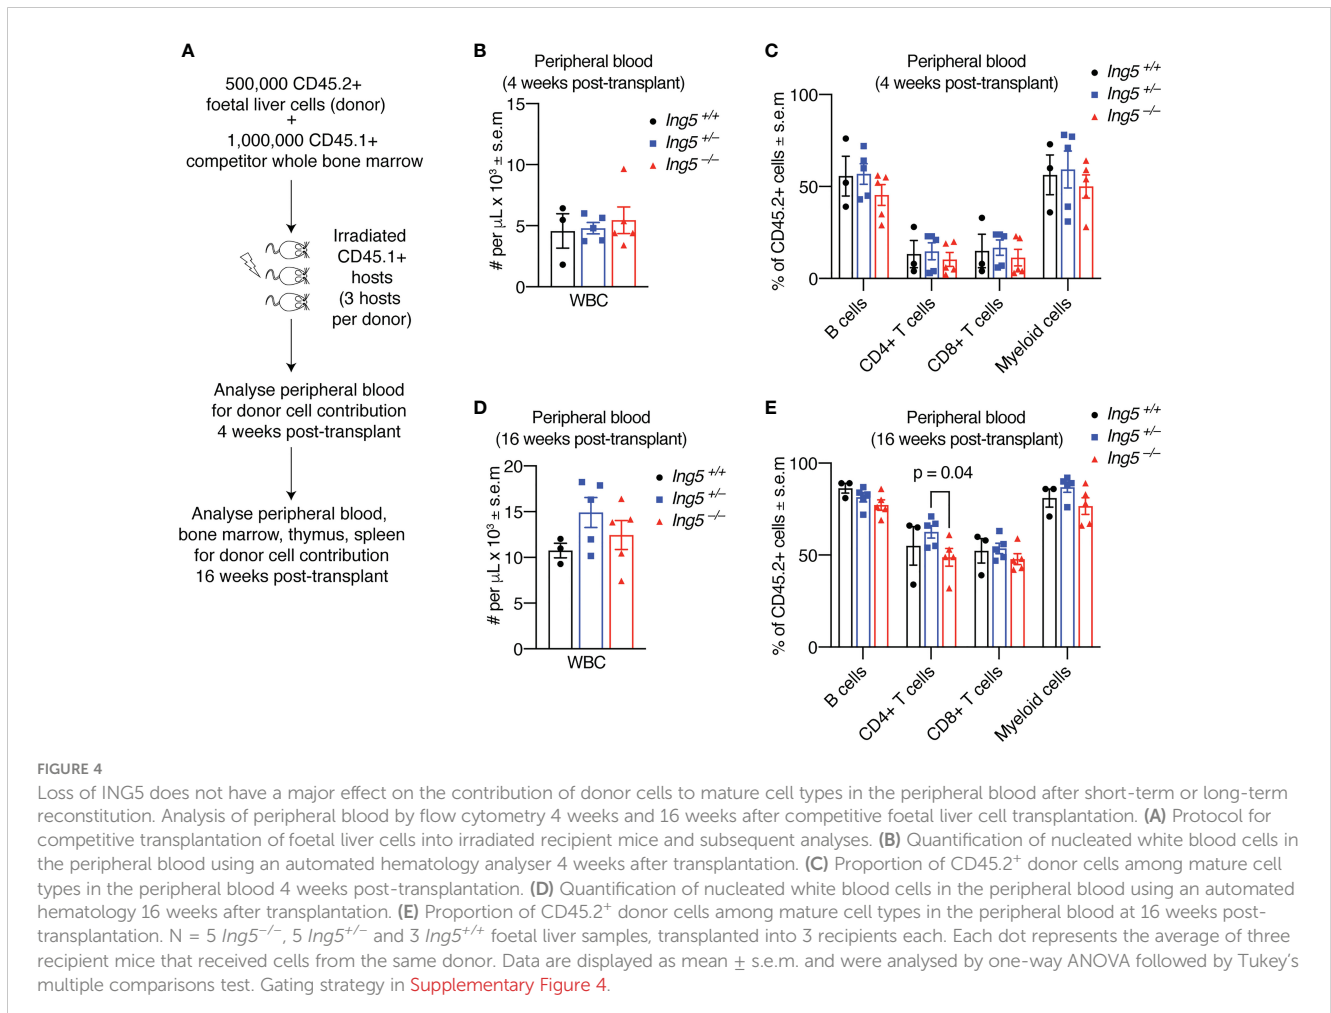 A
500,000 CD45.2+
foetal liver cells (donor)
+
1,000,000 CD45.1+
competitor whole bone marrow
Irradiated
CD45.1+
hosts
(3 hosts
per donor)
Analyse peripheral blood
for donor cell contribution
4 weeks post-transplant
Analyse peripheral blood,
bone marrow, thymus, spleen
for donor cell contribution
16 weeks post-transplant
B
Peripheral blood
(4 weeks post-transplant)
# per µL x 10³ ± s.e.m
15
10
5
0
WBC
Ing5 +/+
Ing5 +/–
Ing5 –/–
C
Peripheral blood
(4 weeks post-transplant)
% of CD45.2+ cells ± s.e.m
100
50
0
B cells
CD4+ T cells
CD8+ T cells
Myeloid cells
Ing5 +/+
Ing5 +/–
Ing5 –/–
D
Peripheral blood
(16 weeks post-transplant)
# per µL x 10³ ± s.e.m
20
15
10
5
0
WBC
Ing5 +/+
Ing5 +/–
Ing5 –/–
E
Peripheral blood
(16 weeks post-transplant)
% of CD45.2+ cells ± s.e.m
100
50
0
p = 0.04
B cells
CD4+ T cells
CD8+ T cells
Myeloid cells
Ing5 +/+
Ing5 +/–
Ing5 –/–
FIGURE 4
Loss of ING5 does not have a major effect on the contribution of donor cells to mature cell types in the peripheral blood after short-term or long-term
reconstitution. Analysis of peripheral blood by flow cytometry 4 weeks and 16 weeks after competitive foetal liver cell transplantation. (A) Protocol for
competitive transplantation of foetal liver cells into irradiated recipient mice and subsequent analyses. (B) Quantification of nucleated white blood cells in
the peripheral blood using an automated hematology analyser 4 weeks after transplantation. (C) Proportion of CD45.2⁺ donor cells among mature cell
types in the peripheral blood 4 weeks post-transplantation. (D) Quantification of nucleated white blood cells in the peripheral blood using an automated
hematology 16 weeks after transplantation. (E) Proportion of CD45.2⁺ donor cells among mature cell types in the peripheral blood at 16 weeks post-
transplantation. N = 5 Ing5⁻/⁻, 5 Ing5⁺/⁻ and 3 Ing5⁺/⁺ foetal liver samples, transplanted into 3 recipients each. Each dot represents the average of three
recipient mice that received cells from the same donor. Data are displayed as mean ± s.e.m. and were analysed by one-way ANOVA followed by Tukey's
multiple comparisons test. Gating strategy in Supplementary Figure 4.